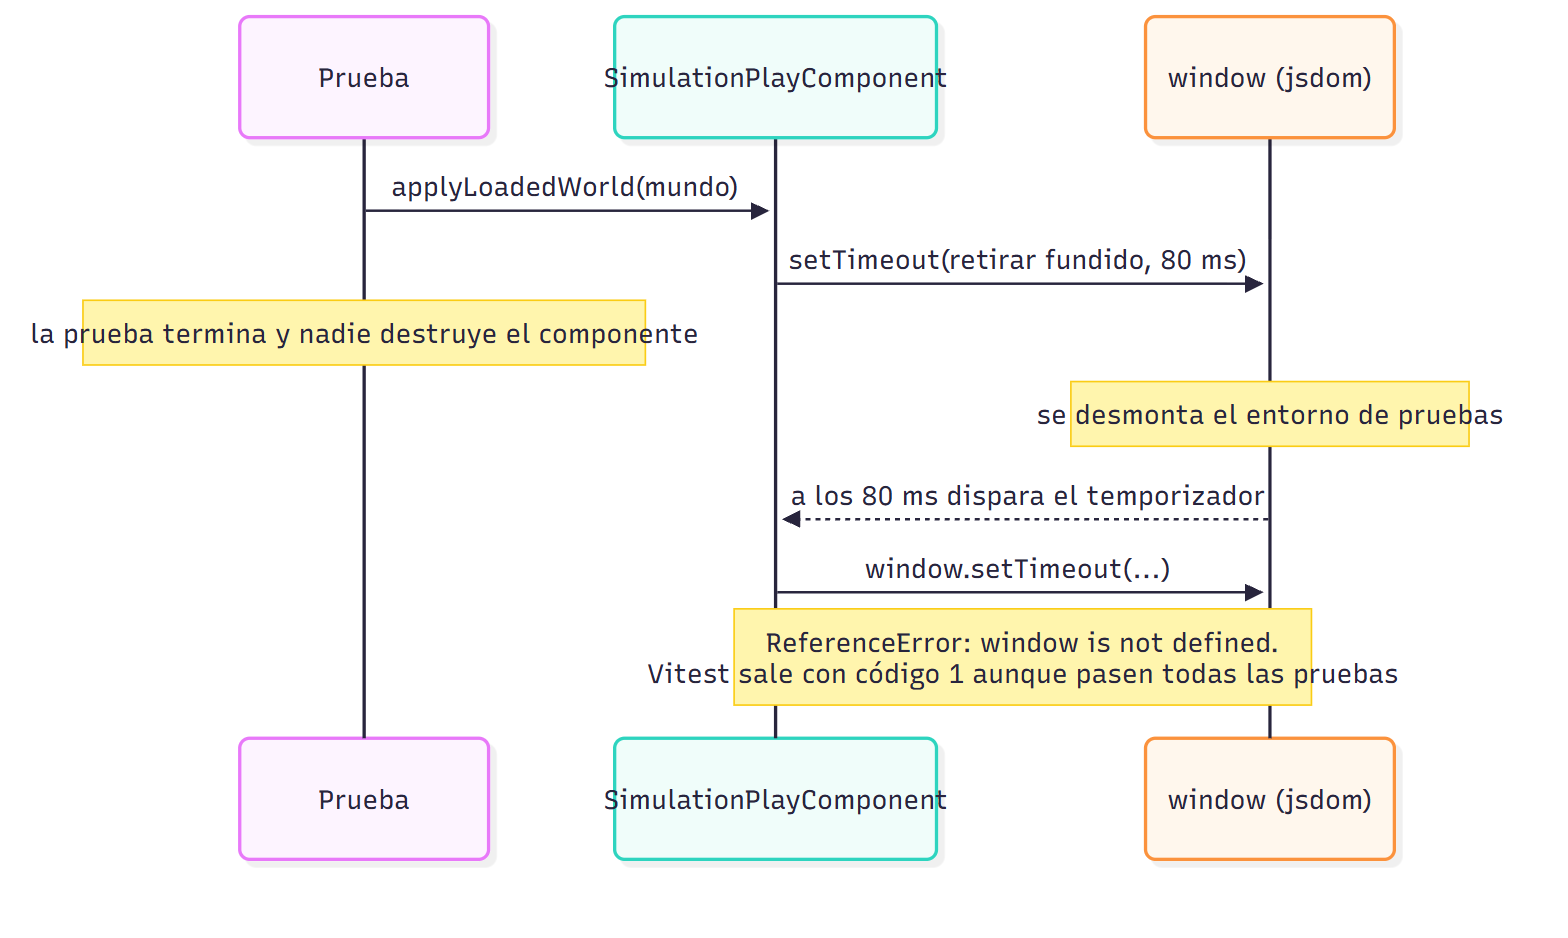 Prueba
SimulationPlayComponent
window (jsdom)
applyLoadedWorld(mundo)
setTimeout(retirar fundido, 80 ms)
la prueba termina y nadie destruye el componente
se desmonta el entorno de pruebas
a los 80 ms dispara el temporizador
window.setTimeout(...)
ReferenceError: window is not defined.
Vitest sale con código 1 aunque pasen todas las pruebas
Prueba
SimulationPlayComponent
window (jsdom)